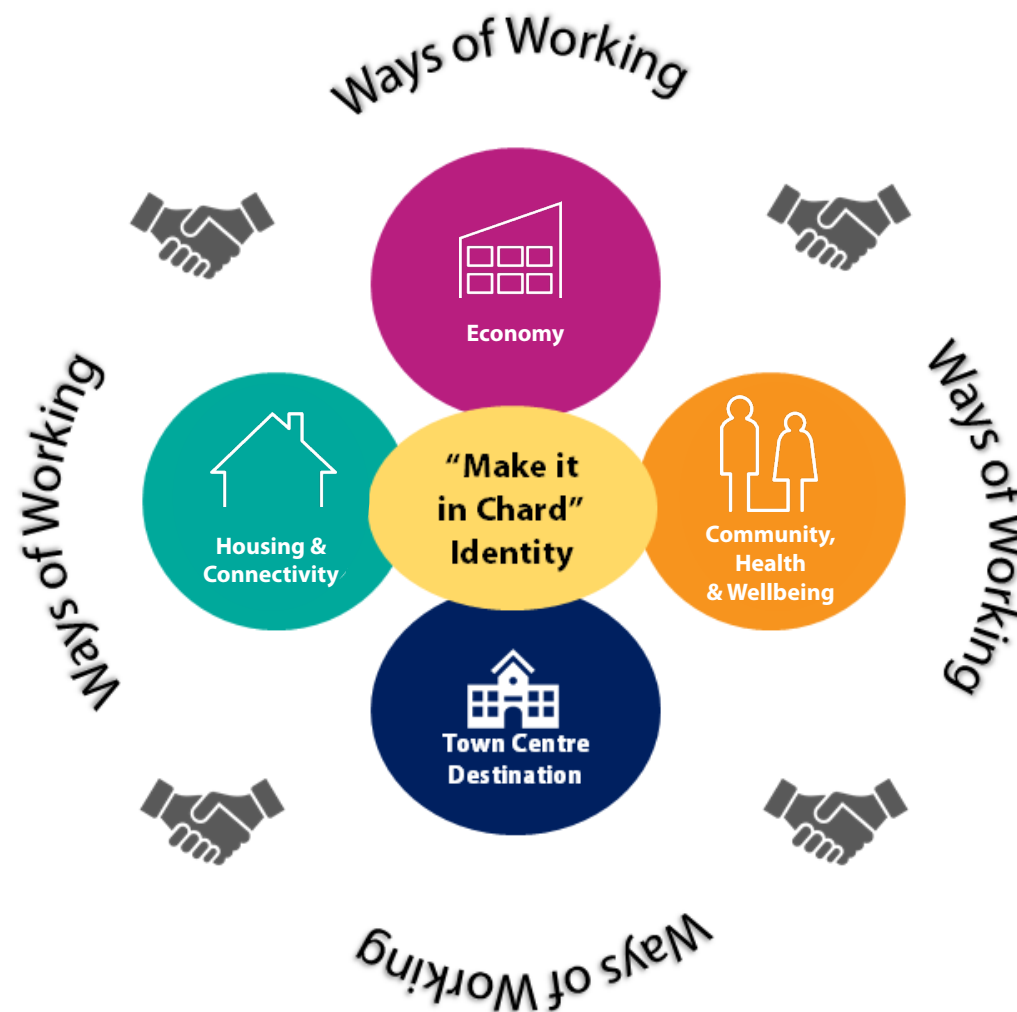 Ways of Working
Economy
Ways of Working
Ways of Working
Housing &
Connectivity
“Make it
in Chard”
Identity
Community,
Health
& Wellbeing
Town Centre
Destination
Ways of Working